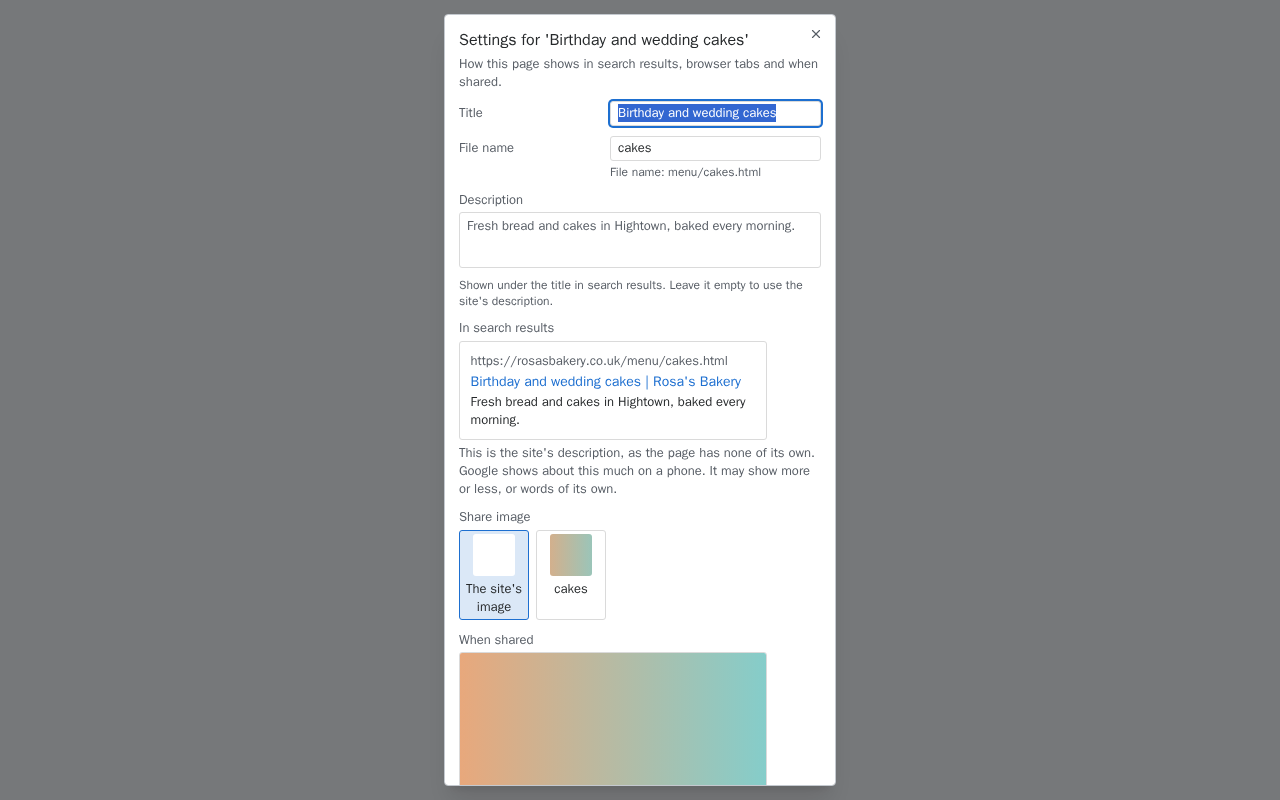 Settings for 'Birthday and wedding cakes'
How this page shows in search results, browser tabs and when
shared.
Title
Birthday and wedding cakes
File name
cakes
File name: menu/cakes.html
Description
Fresh bread and cakes in Hightown, baked every morning.
Shown under the title in search results. Leave it empty to use the
site's description.
In search results
https://rosasbakery.co.uk/menu/cakes.html
Birthday and wedding cakes | Rosa's Bakery
Fresh bread and cakes in Hightown, baked every
morning.
This is the site's description, as the page has none of its own.
Google shows about this much on a phone. It may show more
or less, or words of its own.
Share image
The site's
image
cakes
When shared